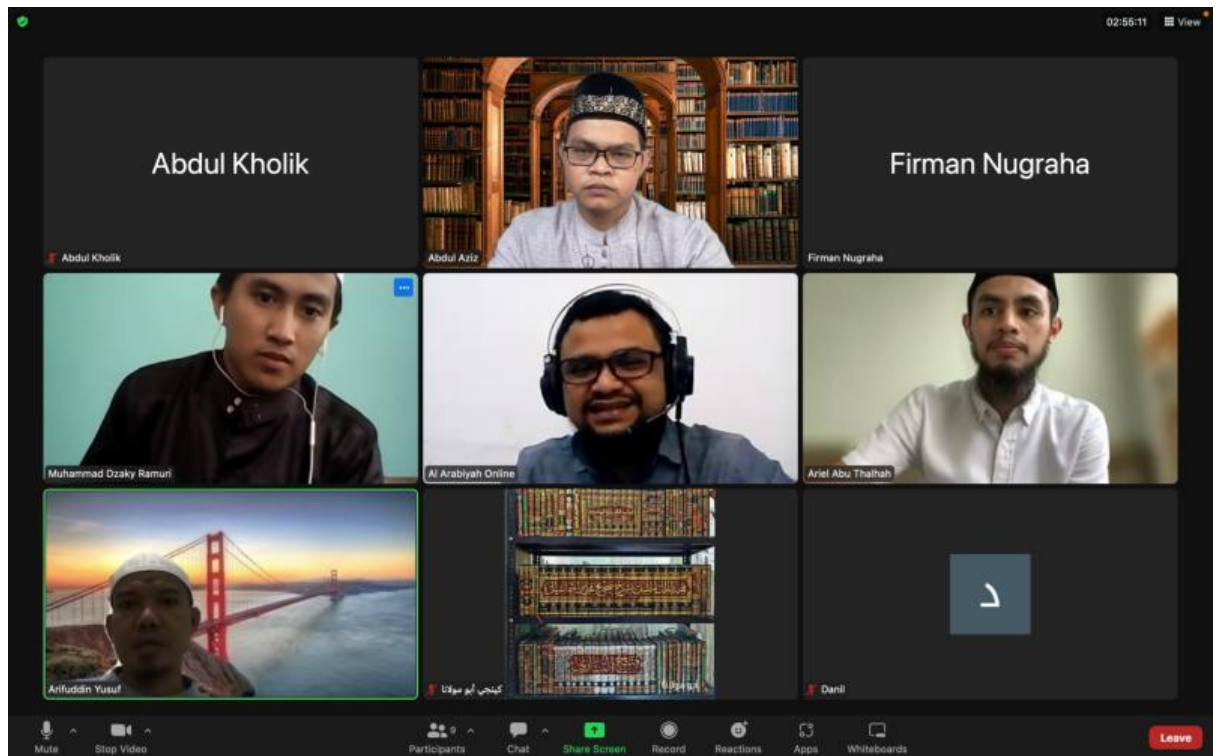 02:55:11 View
Abdul Kholik
Abdul Kholik
Abdul Aziz
Firman Nugraha
Firman Nugraha
Muhammad Dzaky Ramuri
Al Arabiyah Online
Ariel Abu Thalhah
Arifuddin Yusuf
كينجي أبو مولانا
د
Danil
Mute
Stop Video
Participants 9
Chat
Share Screen
Record
Reactions
Apps
Whiteboards
Leave